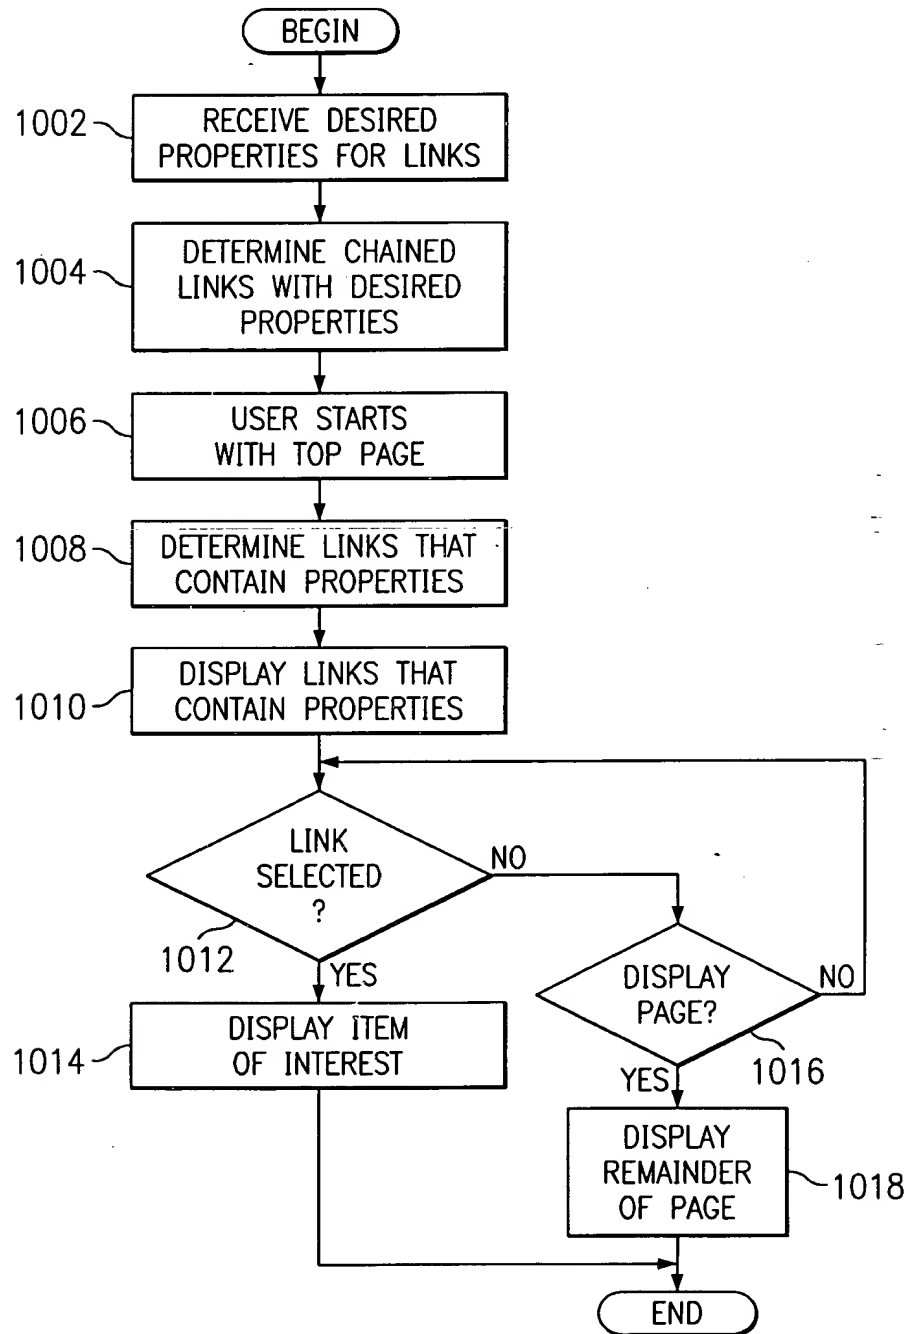 BEGIN
1002
RECEIVE DESIRED
PROPERTIES FOR LINKS
1004
DETERMINE CHAINED
LINKS WITH DESIRED
PROPERTIES
1006
USER STARTS
WITH TOP PAGE
1008
DETERMINE LINKS THAT
CONTAIN PROPERTIES
1010
DISPLAY LINKS THAT
CONTAIN PROPERTIES
LINK
SELECTED
?
NO
1012
YES
DISPLAY
PAGE?
NO
1016
YES
1014
DISPLAY ITEM
OF INTEREST
DISPLAY
REMAINDER
OF PAGE
1018
END